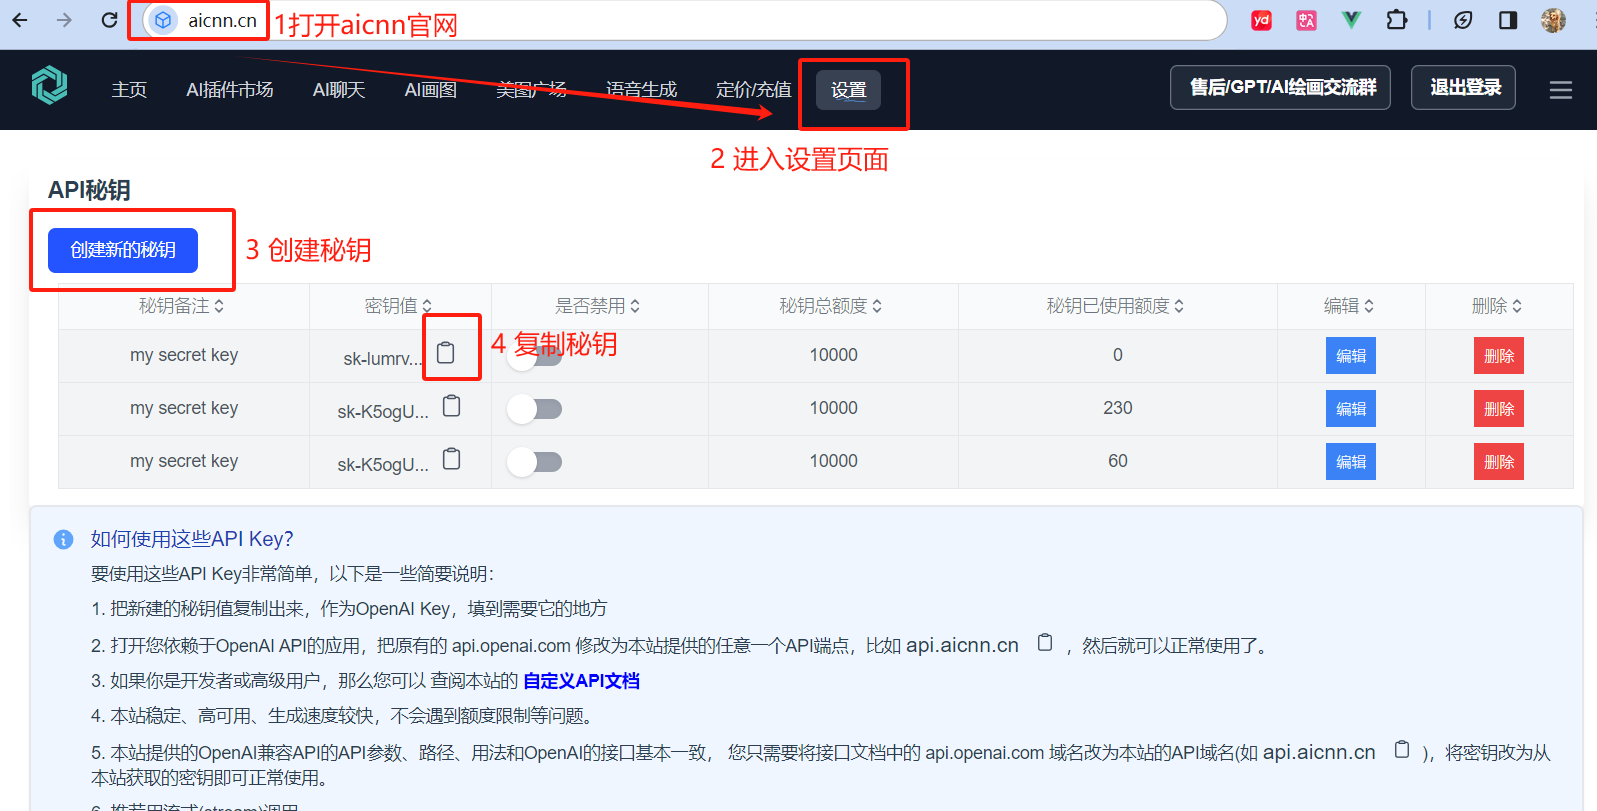 aicnn.cn
1打开aicnn官网
yd
主页 AI插件市场 AI聊天 AI画图 美图广场 语音生成 定价/充值 设置 售后/GPT/AI绘画交流群 退出登录
2 进入设置页面
API秘钥
创建新的秘钥
3 创建秘钥
秘钥备注 密钥值 是否禁用 秘钥总额度 秘钥已使用额度 编辑 删除
4 复制秘钥
my secret key sk-lumrv... 10000 0 编辑 删除
my secret key sk-K5ogU... 10000 230 编辑 删除
my secret key sk-K5ogU... 10000 60 编辑 删除
如何使用这些API Key?
要使用这些API Key非常简单，以下是一些简要说明：
1. 把新建的秘钥值复制出来，作为OpenAI Key，填到需要它的地方
2. 打开您依赖于OpenAI API的应用，把原有的 api.openai.com 修改为本站提供的任意一个API端点，比如 api.aicnn.cn ，然后就可以正常使用了。
3. 如果你是开发者或高级用户，那么您可以 查阅本站的 自定义API文档
4. 本站稳定、高可用、生成速度较快，不会遇到额度限制等问题。
5. 本站提供的OpenAI兼容API的API参数、路径、用法和OpenAI的接口基本一致， 您只需要将接口文档中的 api.openai.com 域名改为本站的API域名(如 api.aicnn.cn )，将密钥改为从
本站获取的密钥即可正常使用。
6. 推荐用流式(stream)调用